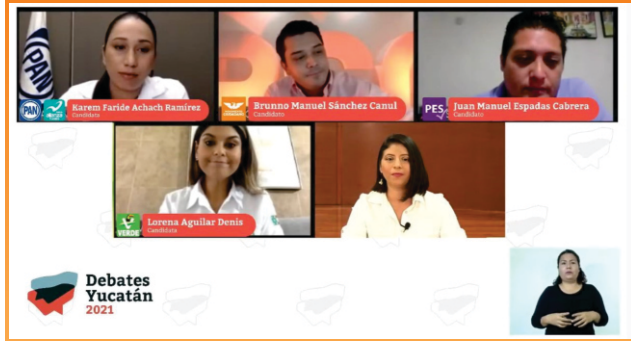 PAN
PAN
Karem Faride Achach Ramírez
Candidata
Brunno Manuel Sánchez Canul
Candidato
PES
Juan Manuel Espadas Cabrera
Candidato
VERDE
Lorena Aguilar Denis
Candidata
Debates
Yucatán
2021